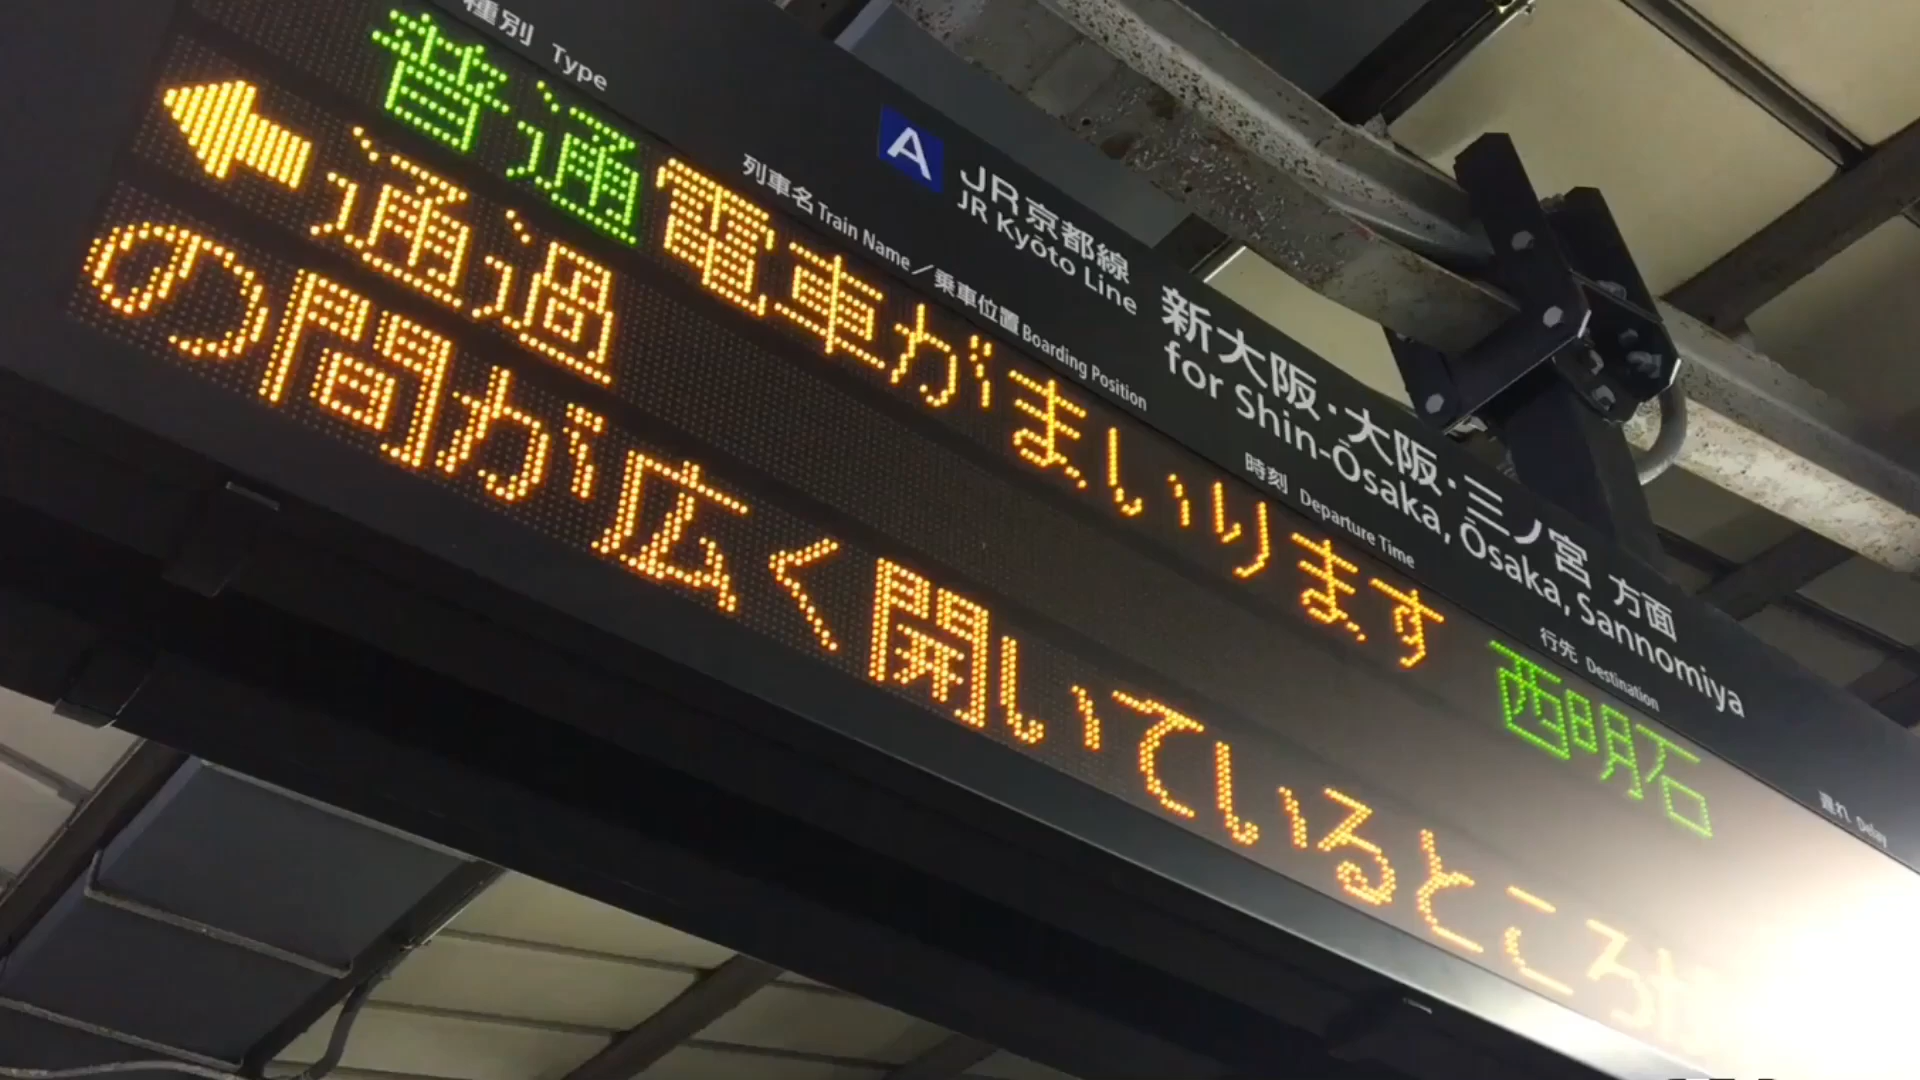 A JR京都線 新大阪・大阪・三ノ宮 方面
JR Kyōto Line for Shin-Ōsaka, Ōsaka, Sannomiya
種別 Type 列車名 Train Name／乗車位置 Boarding Position 時刻 Departure Time 行先 Destination 遅れ Delay
普通 電車がまいります 西明石
← 通過
の間が広く開いているところ